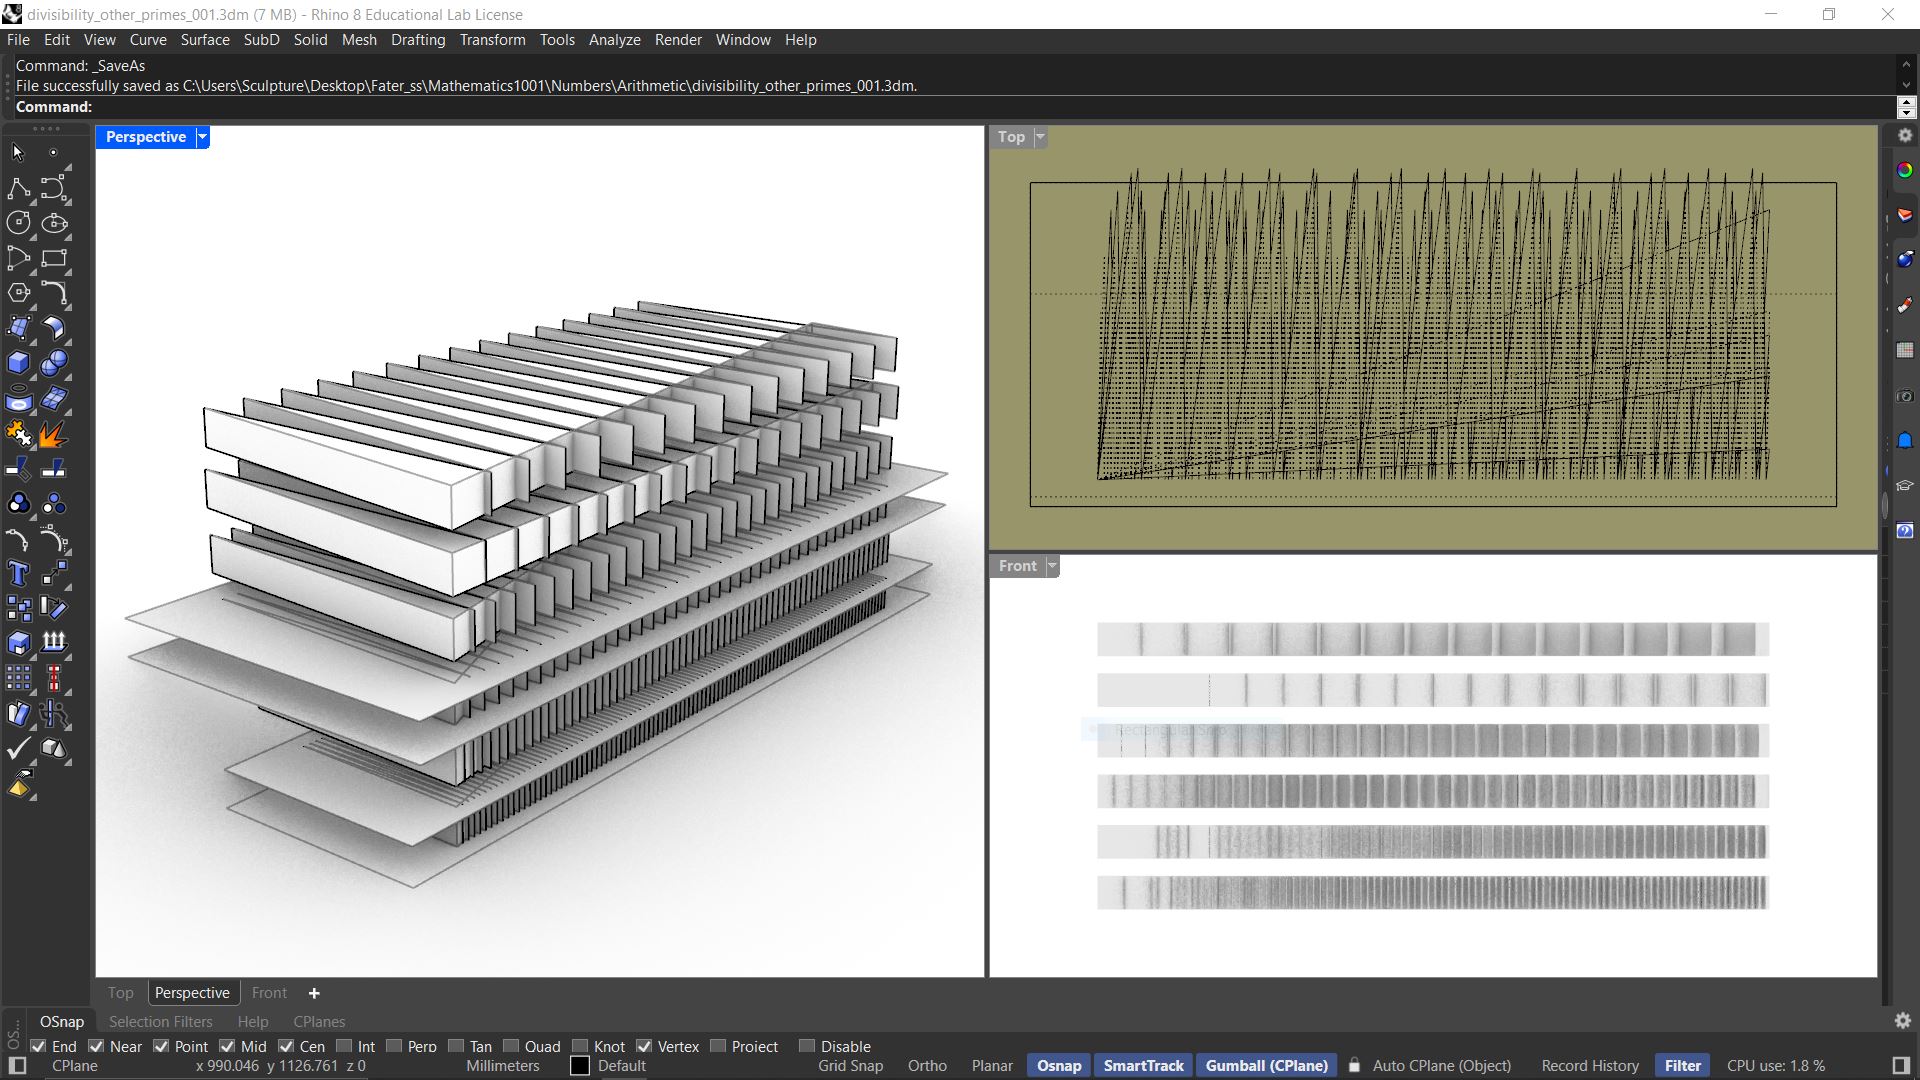 divisibility_other_primes_001.3dm (7 MB) - Rhino 8 Educational Lab License
File Edit View Curve Surface SubD Solid Mesh Drafting Transform Tools Analyze Render Window Help
Command: _SaveAs
File successfully saved as C:\Users\Sculpture\Desktop\Fater_ss\Mathematics1001\Numbers\Arithmetic\divisibility_other_primes_001.3dm.
Command:
Perspective
Top
Front
Top Perspective Front
OSnap Selection Filters Help CPlanes
End Near Point Mid Cen Int Perp Tan Quad Knot Vertex Project Disable
CPlane x 990.046 y 1126.761 z 0 Millimeters Default Grid Snap Ortho Planar Osnap SmartTrack Gumball (CPlane) Auto CPlane (Object) Record History Filter CPU use: 1.8 %